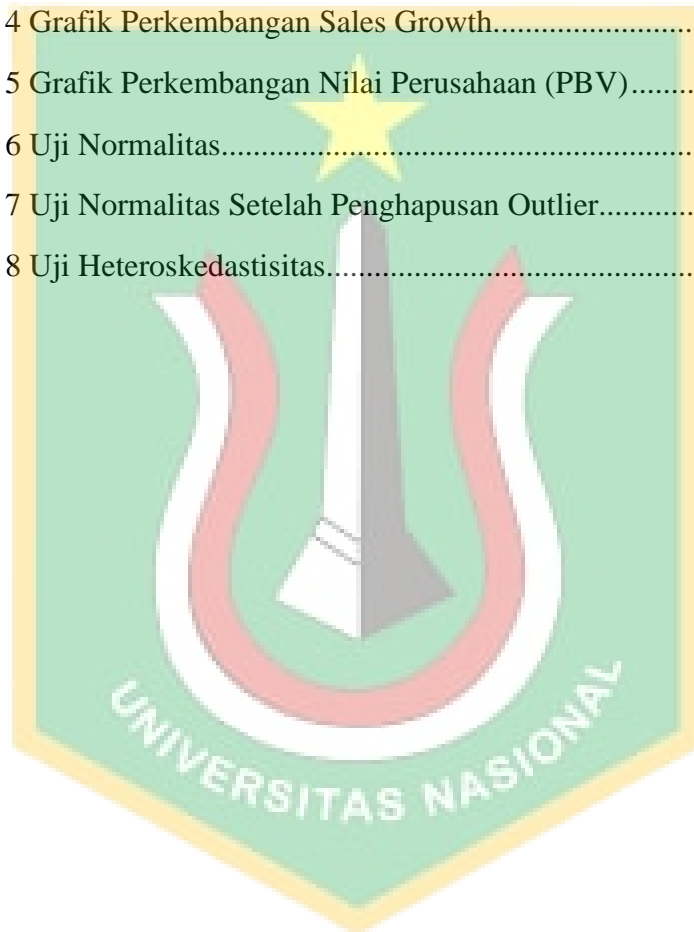 4 Grafik Perkembangan Sales Growth.........................
5 Grafik Perkembangan Nilai Perusahaan (PBV).......
6 Uji Normalitas..........................................................
7 Uji Normalitas Setelah Penghapusan Outlier............
8 Uji Heteroskedastisitas.............................................
UNIVERSITAS NASIONAL